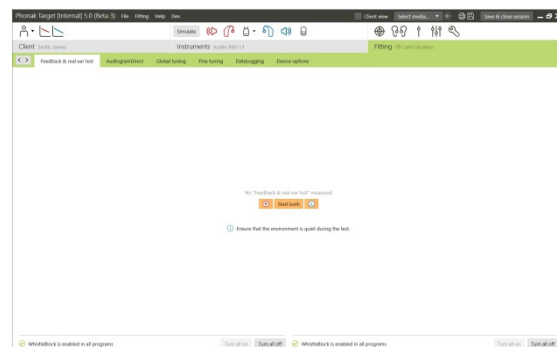 Phonak Target [Internal] 5.0 (Beta 3) File Fitting Help Dev. Client view Select media... Save & close session
Simulate
Client Smith, James Instruments Audéo B90-13 Fitting
Feedback & real ear test AudiogramDirect Global tuning Fine tuning Datalogging Device options
No "Feedback & real ear test" measured
Start both
Ensure that the environment is quiet during the test.
WhistleBlock is enabled in all programs Turn all on Turn all off WhistleBlock is enabled in all programs Turn all on Turn all off